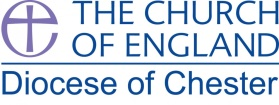 THE CHURCH
OF ENGLAND
Diocese of Chester